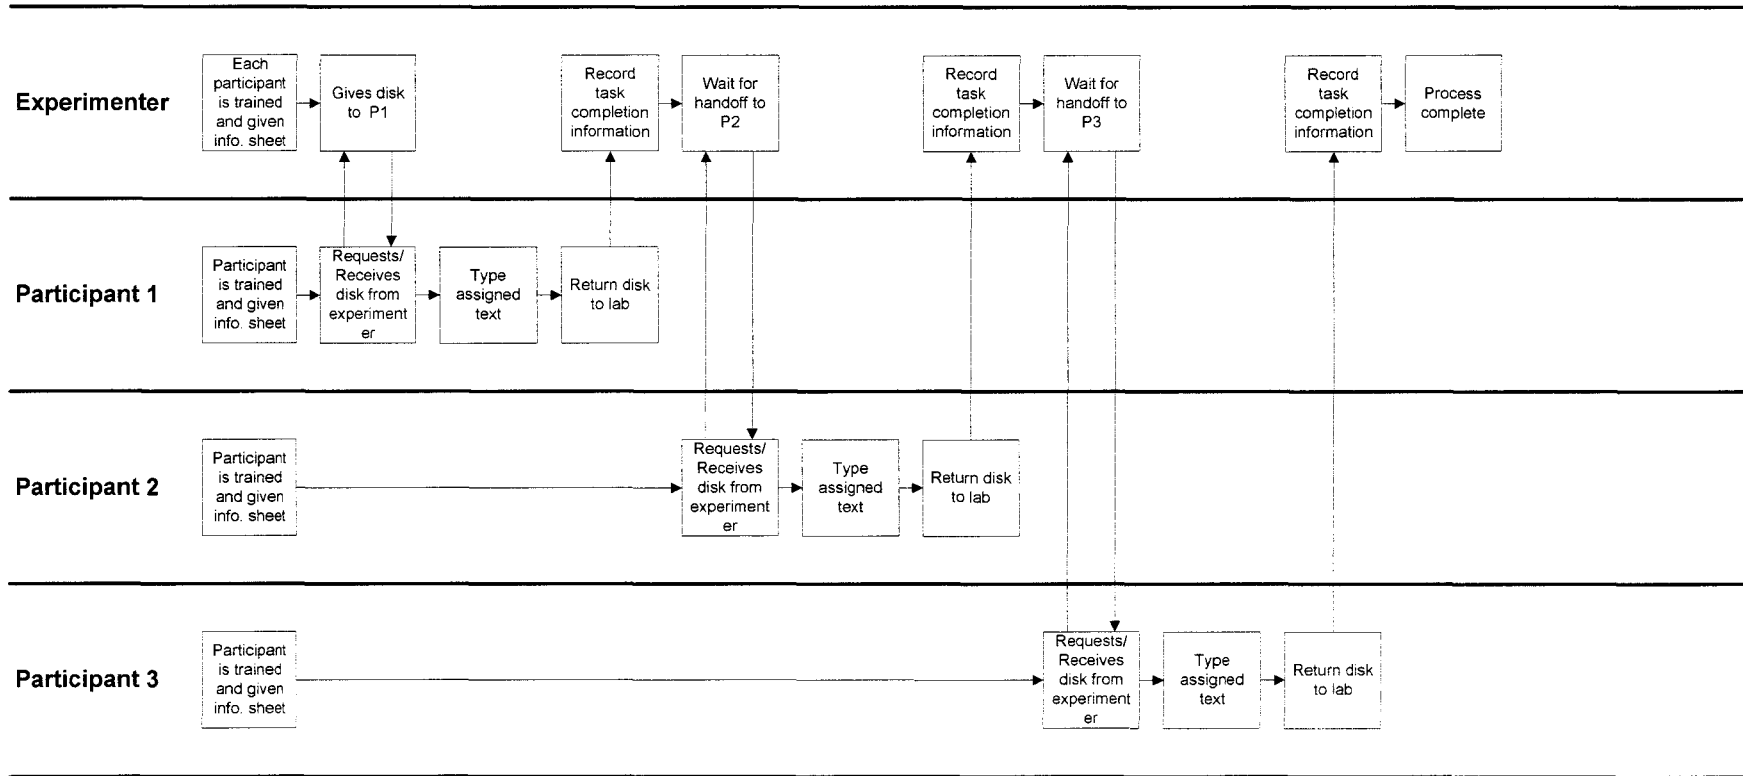 Experimenter
Each
participant
is trained
and given
info. sheet
Gives disk
to P1
Record
task
completion
information
Wait for
handoff to
P2
Record
task
completion
information
Wait for
handoff to
P3
Record
task
completion
information
Process
complete
Participant 1
Participant
is trained
and given
info. sheet
Requests/
Receives
disk from
experiment
er
Type
assigned
text
Return disk
to lab
Participant 2
Participant
is trained
and given
info. sheet
Requests/
Receives
disk from
experiment
er
Type
assigned
text
Return disk
to lab
Participant 3
Participant
is trained
and given
info. sheet
Requests/
Receives
disk from
experiment
er
Type
assigned
text
Return disk
to lab